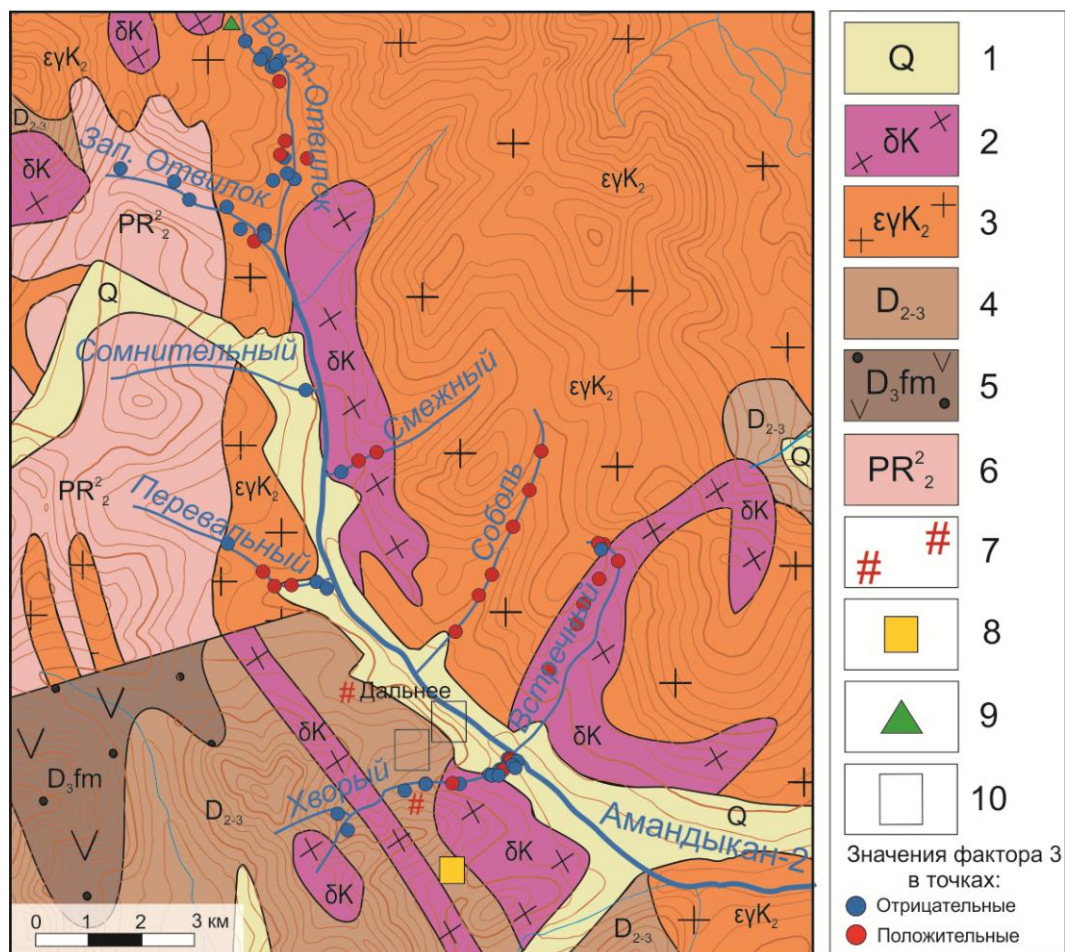 δK
εγK₂
Вост. Отвилок
D₂₋₃
δK
Зап. Отвилок
εγK₂
PR²₂
Q
Сомнительный
δK
Смежный
εγK₂
D₂₋₃
Q
PR²₂
εγK₂
Перевальный
Соболь
δK
Встречный
# Дальнее
δK
δK
D₃fm
Хворый
#
D₂₋₃
Амандыкан-2
Q
δK
δK
D₂₋₃
εγK₂
0 1 2 3 км
Q 1
δK 2
εγK₂ 3
D₂₋₃ 4
D₃fm 5
PR²₂ 6
# # 7
8
9
10
Значения фактора 3
в точках:
Отрицательные
Положительные